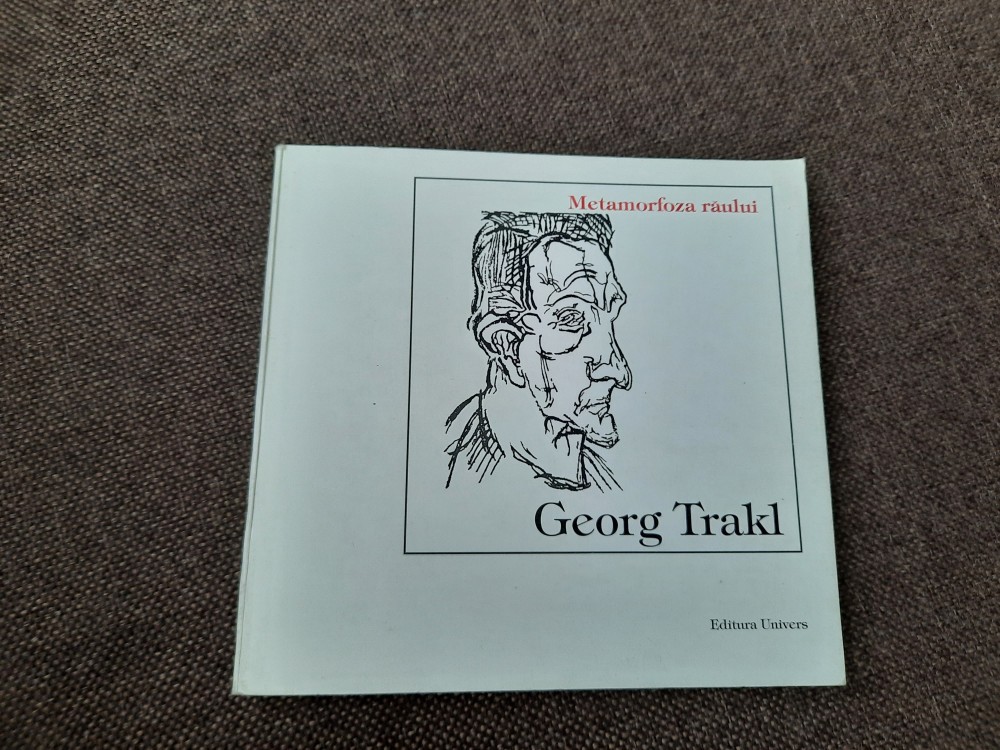 Metamorfoza răului
Georg Trakl
Editura Univers